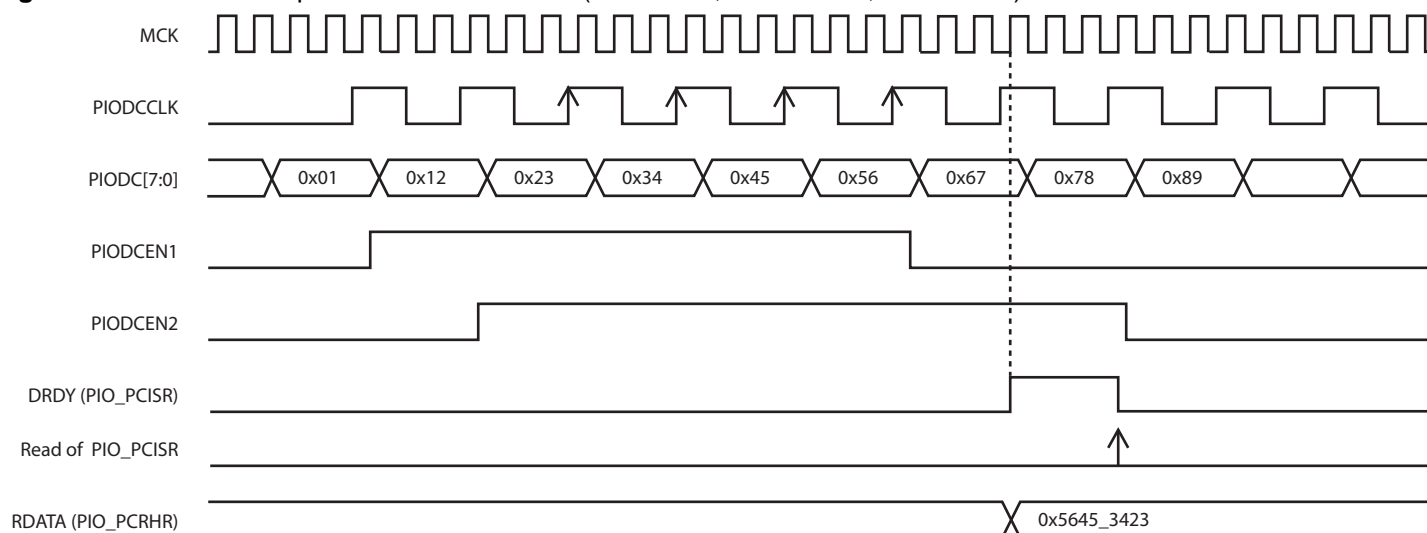 MCK
PIODCCLK
PIODC[7:0] 0x01 0x12 0x23 0x34 0x45 0x56 0x67 0x78 0x89
PIODCEN1
PIODCEN2
DRDY (PIO_PCISR)
Read of PIO_PCISR
RDATA (PIO_PCRHR) 0x5645_3423